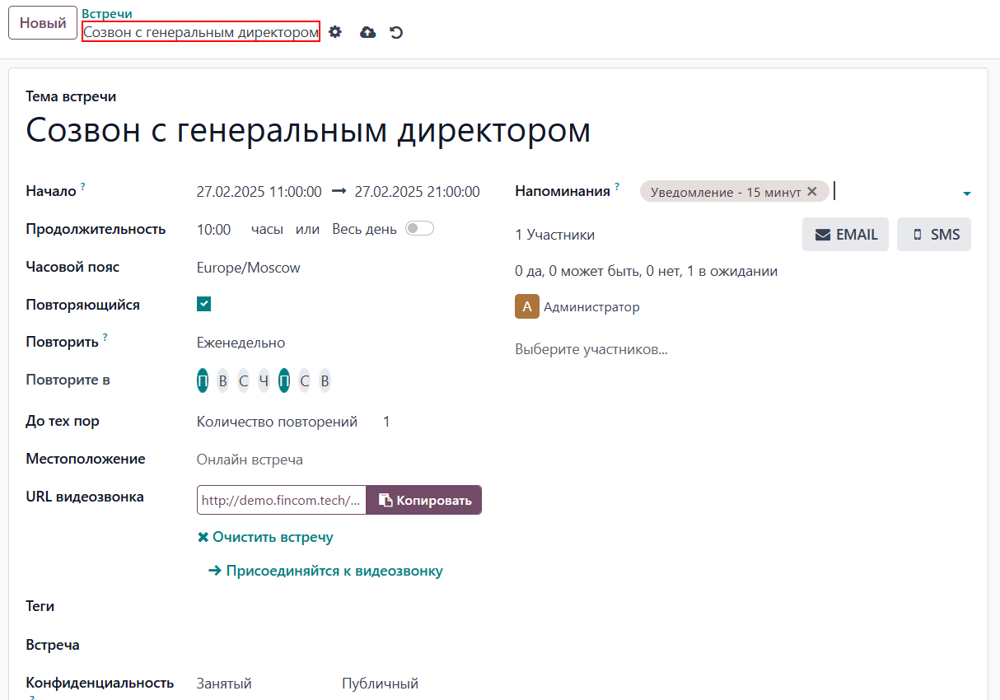 Новый
Встречи
Созвон с генеральным директором
Тема встречи
Созвон с генеральным директором
Начало ? 27.02.2025 11:00:00 → 27.02.2025 21:00:00
Продолжительность 10:00 часы или Весь день
Часовой пояс Europe/Moscow
Повторяющийся
Повторить ? Еженедельно
Повторите в П В С Ч П С В
До тех пор Количество повторений 1
Местоположение Онлайн встреча
URL видеозвонка http://demo.fincom.tech/... Копировать
Очистить встречу
Присоединяйтся к видеозвонку
Теги
Встреча
Конфиденциальность Занятый Публичный
?
Напоминания ? Уведомление - 15 минут
1 Участники EMAIL SMS
0 да, 0 может быть, 0 нет, 1 в ожидании
А Администратор
Выберите участников...